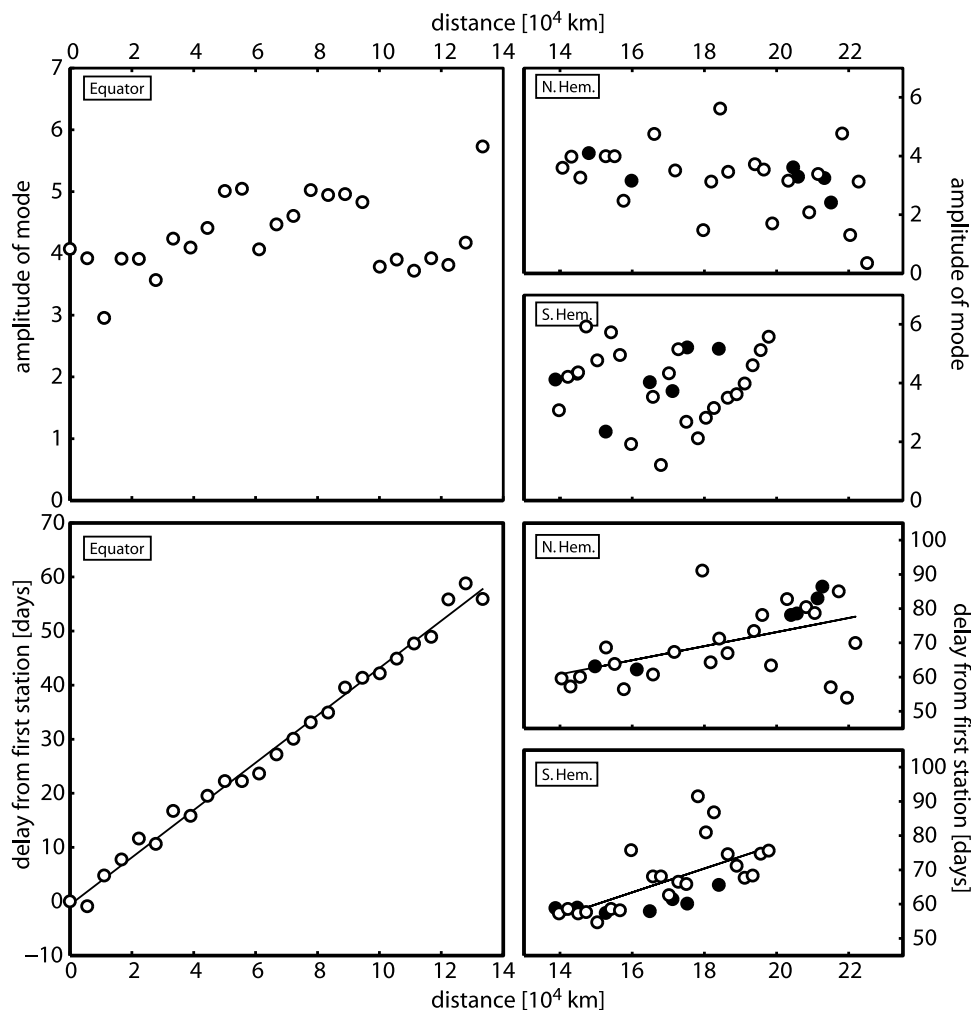 distance [10⁴ km]
0 2 4 6 8 10 12 14
14 16 18 20 22
amplitude of mode
7
6
5
4
3
2
1
0
Equator
N. Hem.
6
4
2
0
S. Hem.
6
4
2
0
amplitude of mode
delay from first station [days]
70
60
50
40
30
20
10
0
−10
Equator
N. Hem.
100
90
80
70
60
50
S. Hem.
100
90
80
70
60
50
delay from first station [days]
0 2 4 6 8 10 12 14
14 16 18 20 22
distance [10⁴ km]